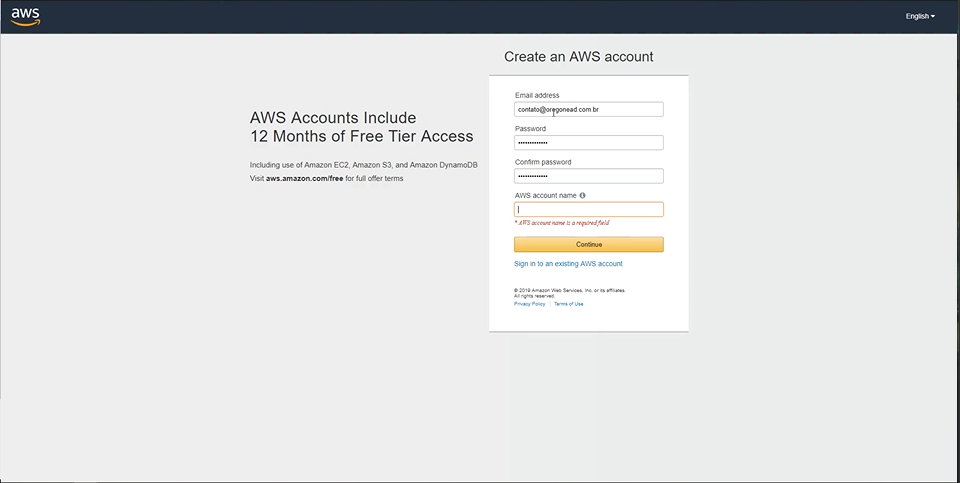 aws
English
Create an AWS account
AWS Accounts Include
12 Months of Free Tier Access
Including use of Amazon EC2, Amazon S3, and Amazon DynamoDB
Visit aws.amazon.com/free for full offer terms
Email address
contato@oregonead.com.br
Password
•••••••••••••
Confirm password
•••••••••••••
AWS account name
* AWS account name is a required field
Continue
Sign in to an existing AWS account
© 2019 Amazon Web Services, Inc. or its affiliates.
All rights reserved.
Privacy Policy | Terms of Use